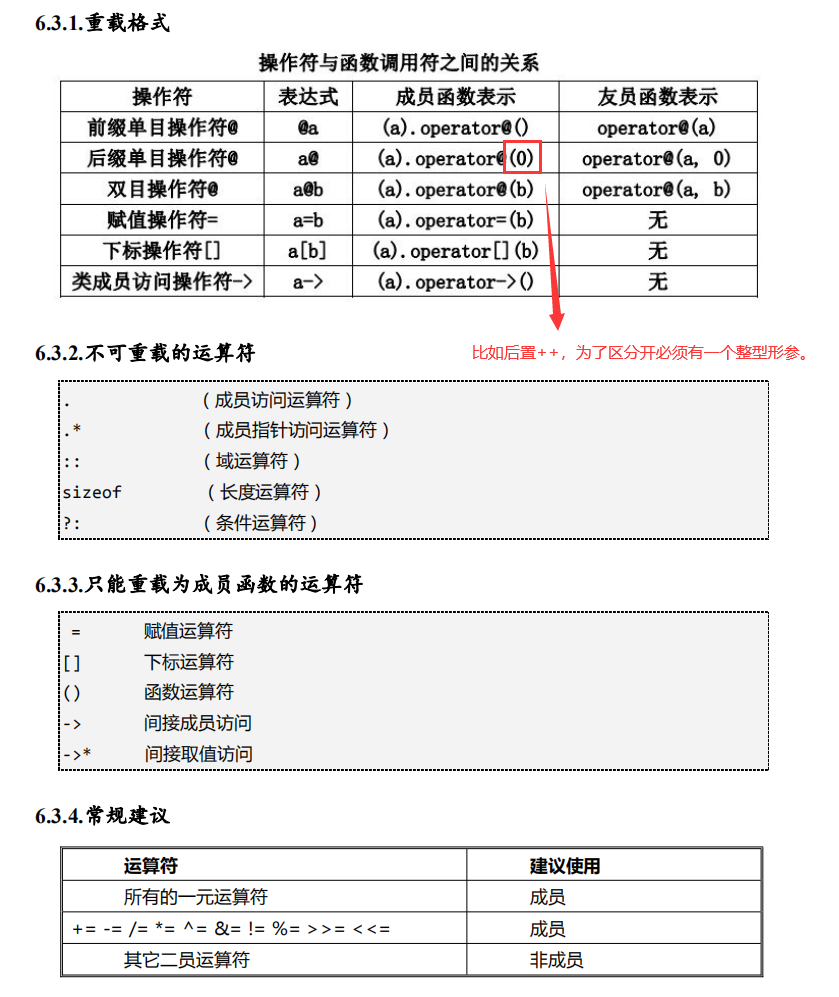 6.3.1.重载格式
操作符与函数调用符之间的关系
操作符 表达式 成员函数表示 友员函数表示
前缀单目操作符@ @a (a).operator@() operator@(a)
后缀单目操作符@ a@ (a).operator@(0) operator@(a, 0)
双目操作符@ a@b (a).operator@(b) operator@(a, b)
赋值操作符= a=b (a).operator=(b) 无
下标操作符[] a[b] (a).operator[](b) 无
类成员访问操作符-> a-> (a).operator->() 无
比如后置++，为了区分开必须有一个整型形参。
6.3.2.不可重载的运算符
. （成员访问运算符）
.* （成员指针访问运算符）
:: （域运算符）
sizeof （长度运算符）
?: （条件运算符）
6.3.3.只能重载为成员函数的运算符
= 赋值运算符
[] 下标运算符
() 函数运算符
-> 间接成员访问
->* 间接取值访问
6.3.4.常规建议
运算符 建议使用
所有的一元运算符 成员
+= -= /= *= ^= &= != %= >>= <<= 成员
其它二员运算符 非成员